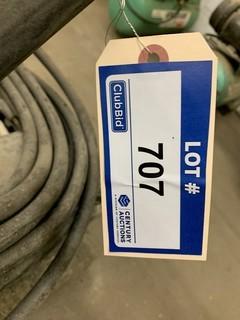 LOT #
707
ClubBid
CENTURY
AUCTIONS